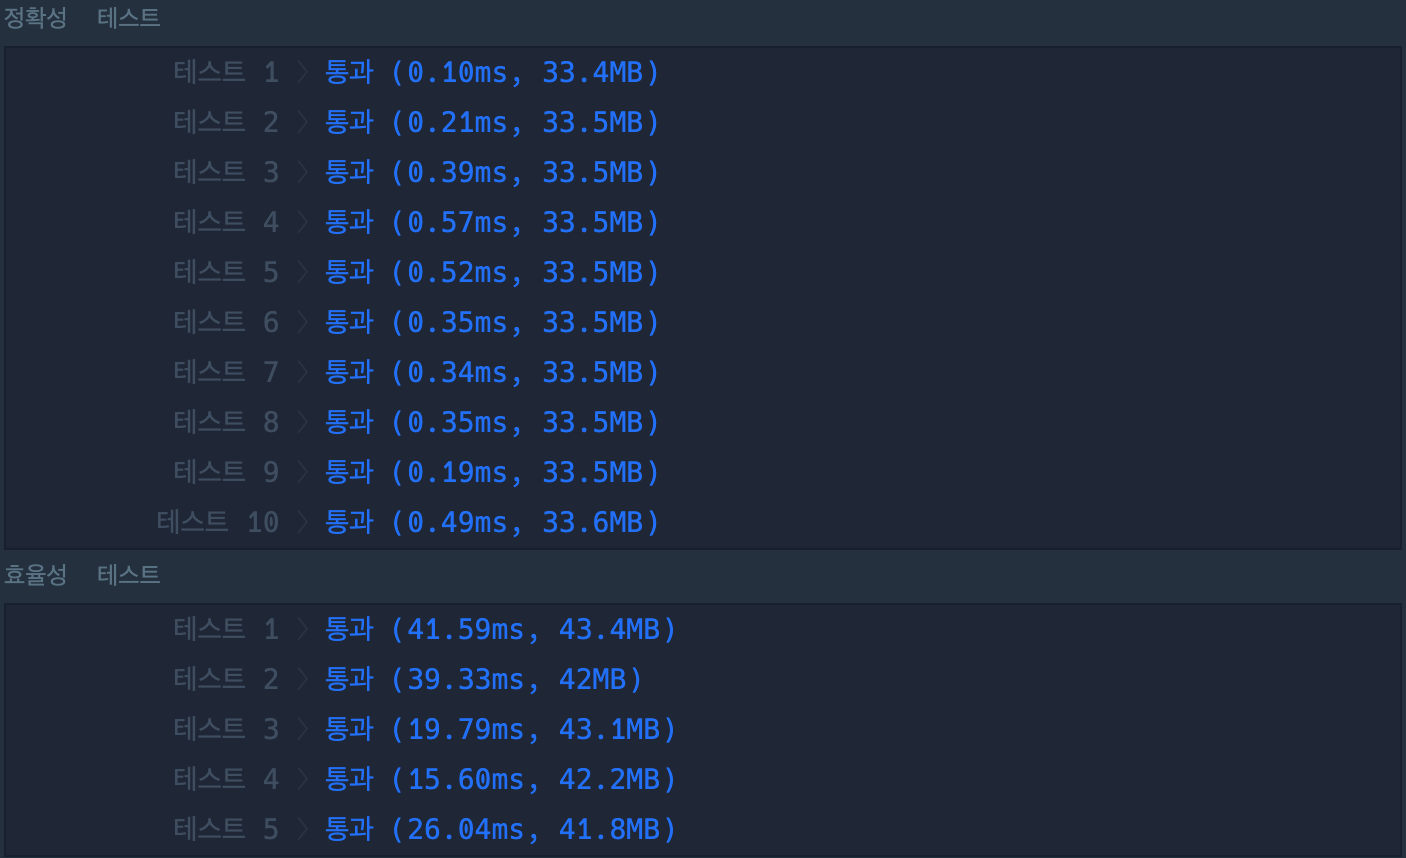 정확성 테스트
테스트 1 〉 통과 (0.10ms, 33.4MB)
테스트 2 〉 통과 (0.21ms, 33.5MB)
테스트 3 〉 통과 (0.39ms, 33.5MB)
테스트 4 〉 통과 (0.57ms, 33.5MB)
테스트 5 〉 통과 (0.52ms, 33.5MB)
테스트 6 〉 통과 (0.35ms, 33.5MB)
테스트 7 〉 통과 (0.34ms, 33.5MB)
테스트 8 〉 통과 (0.35ms, 33.5MB)
테스트 9 〉 통과 (0.19ms, 33.5MB)
테스트 10 〉 통과 (0.49ms, 33.6MB)
효율성 테스트
테스트 1 〉 통과 (41.59ms, 43.4MB)
테스트 2 〉 통과 (39.33ms, 42MB)
테스트 3 〉 통과 (19.79ms, 43.1MB)
테스트 4 〉 통과 (15.60ms, 42.2MB)
테스트 5 〉 통과 (26.04ms, 41.8MB)